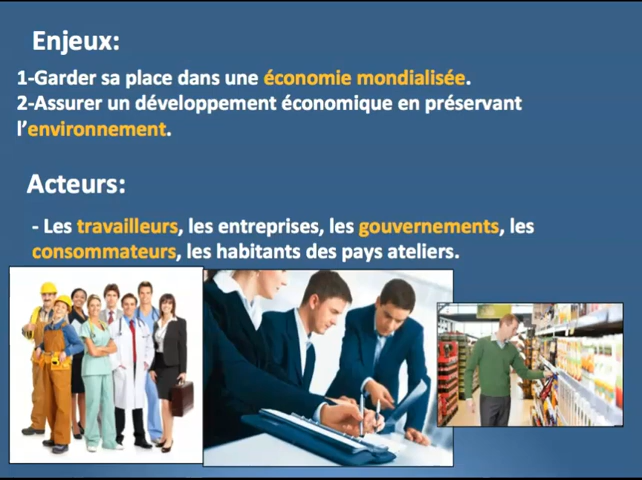 Enjeux:
1-Garder sa place dans une économie mondialisée.
2-Assurer un développement économique en préservant
l'environnement.
Acteurs:
- Les travailleurs, les entreprises, les gouvernements, les
consommateurs, les habitants des pays ateliers.